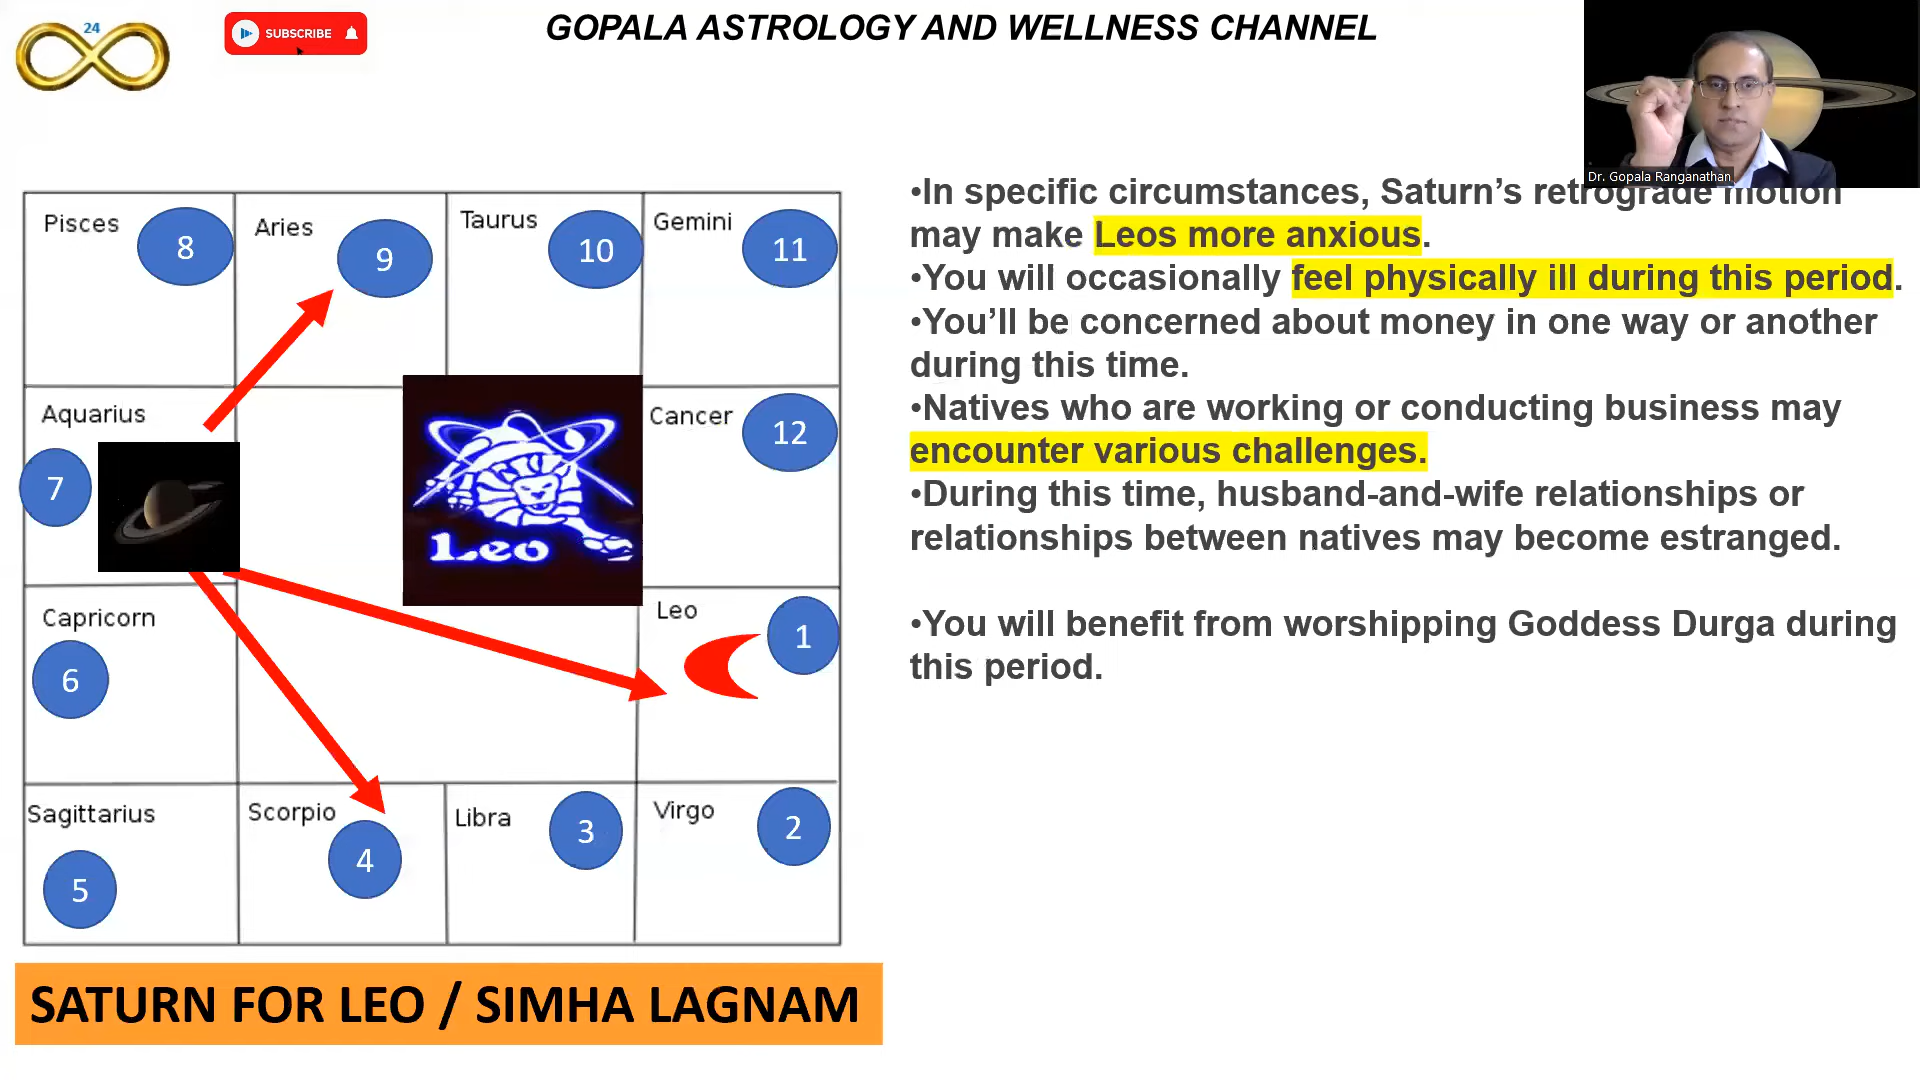 24
SUBSCRIBE
GOPALA ASTROLOGY AND WELLNESS CHANNEL
Dr. Gopala Ranganathan
Pisces
8
Aries
9
Taurus
10
Gemini
11
Aquarius
7
Leo
Cancer
12
Capricorn
6
Leo
1
Sagittarius
5
Scorpio
4
Libra
3
Virgo
2
SATURN FOR LEO / SIMHA LAGNAM
•In specific circumstances, Saturn’s retrograde motion
may make Leos more anxious.
•You will occasionally feel physically ill during this period.
•You’ll be concerned about money in one way or another
during this time.
•Natives who are working or conducting business may
encounter various challenges.
•During this time, husband-and-wife relationships or
relationships between natives may become estranged.
•You will benefit from worshipping Goddess Durga during
this period.